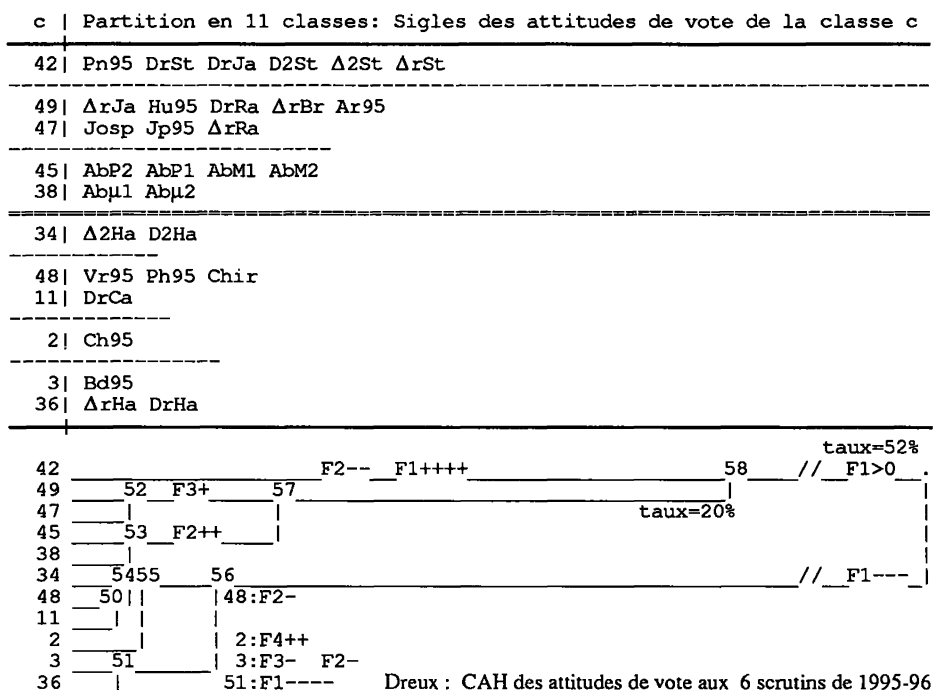 c | Partition en 11 classes: Sigles des attitudes de vote de la classe c
42| Pn95 DrSt DrJa D2St Δ2St ΔrSt
49| ΔrJa Hu95 DrRa ΔrBr Ar95
47| Josp Jp95 ΔrRa
45| AbP2 AbP1 AbM1 AbM2
38| Abμ1 Abμ2
34| Δ2Ha D2Ha
48| Vr95 Ph95 Chir
11| DrCa
2| Ch95
3| Bd95
36| ΔrHa DrHa
taux=52%
42 F2-- F1++++ 58 // F1>0 .
49 52 F3+ 57
47 taux=20%
45 53 F2++
38
34 5455 56 // F1---
48 50 48:F2-
11
2 2:F4++
3 51 3:F3- F2-
36 51:F1---- Dreux : CAH des attitudes de vote aux 6 scrutins de 1995-96